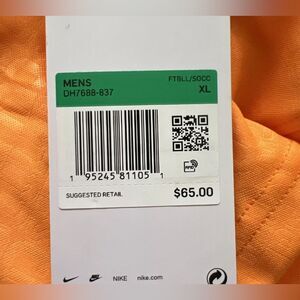 MENS
FTBLL/SOCC
DH7688-837
XL
1 95245 81105 1
SUGGESTED RETAIL
$65.00
NIKE
nike.com